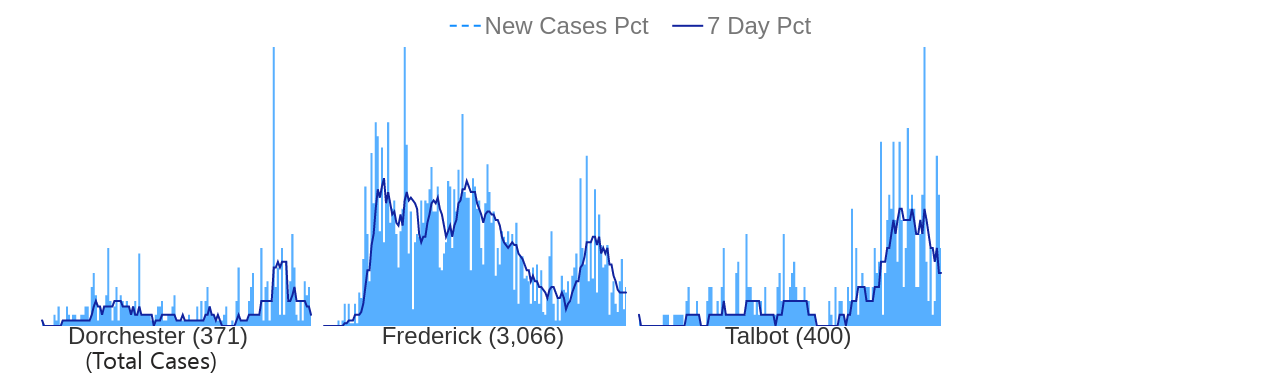 New Cases Pct 7 Day Pct
Dorchester (371) Frederick (3,066) Talbot (400)
(Total Cases)